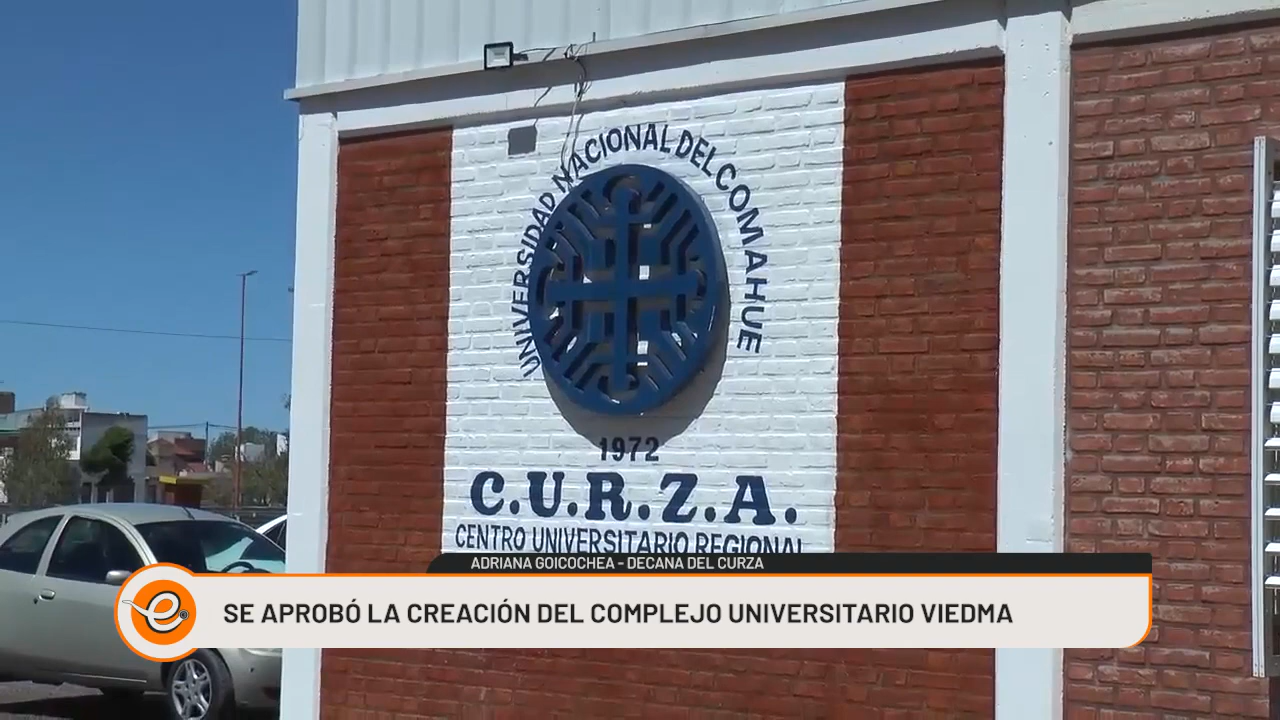 UNIVERSIDAD NACIONAL DEL COMAHUE
1972
C.U.R.Z.A.
CENTRO UNIVERSITARIO REGIONAL
ADRIANA GOICOCHEA - DECANA DEL CURZA
SE APROBÓ LA CREACIÓN DEL COMPLEJO UNIVERSITARIO VIEDMA